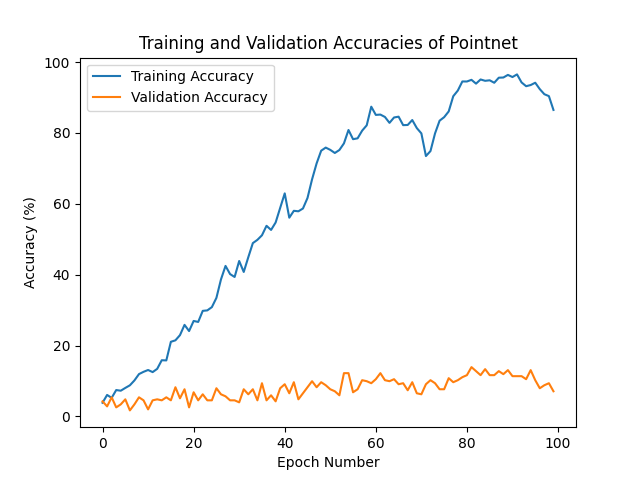 Training and Validation Accuracies of Pointnet
Training Accuracy
Validation Accuracy
Accuracy (%)
100
80
60
40
20
0
0 20 40 60 80 100
Epoch Number